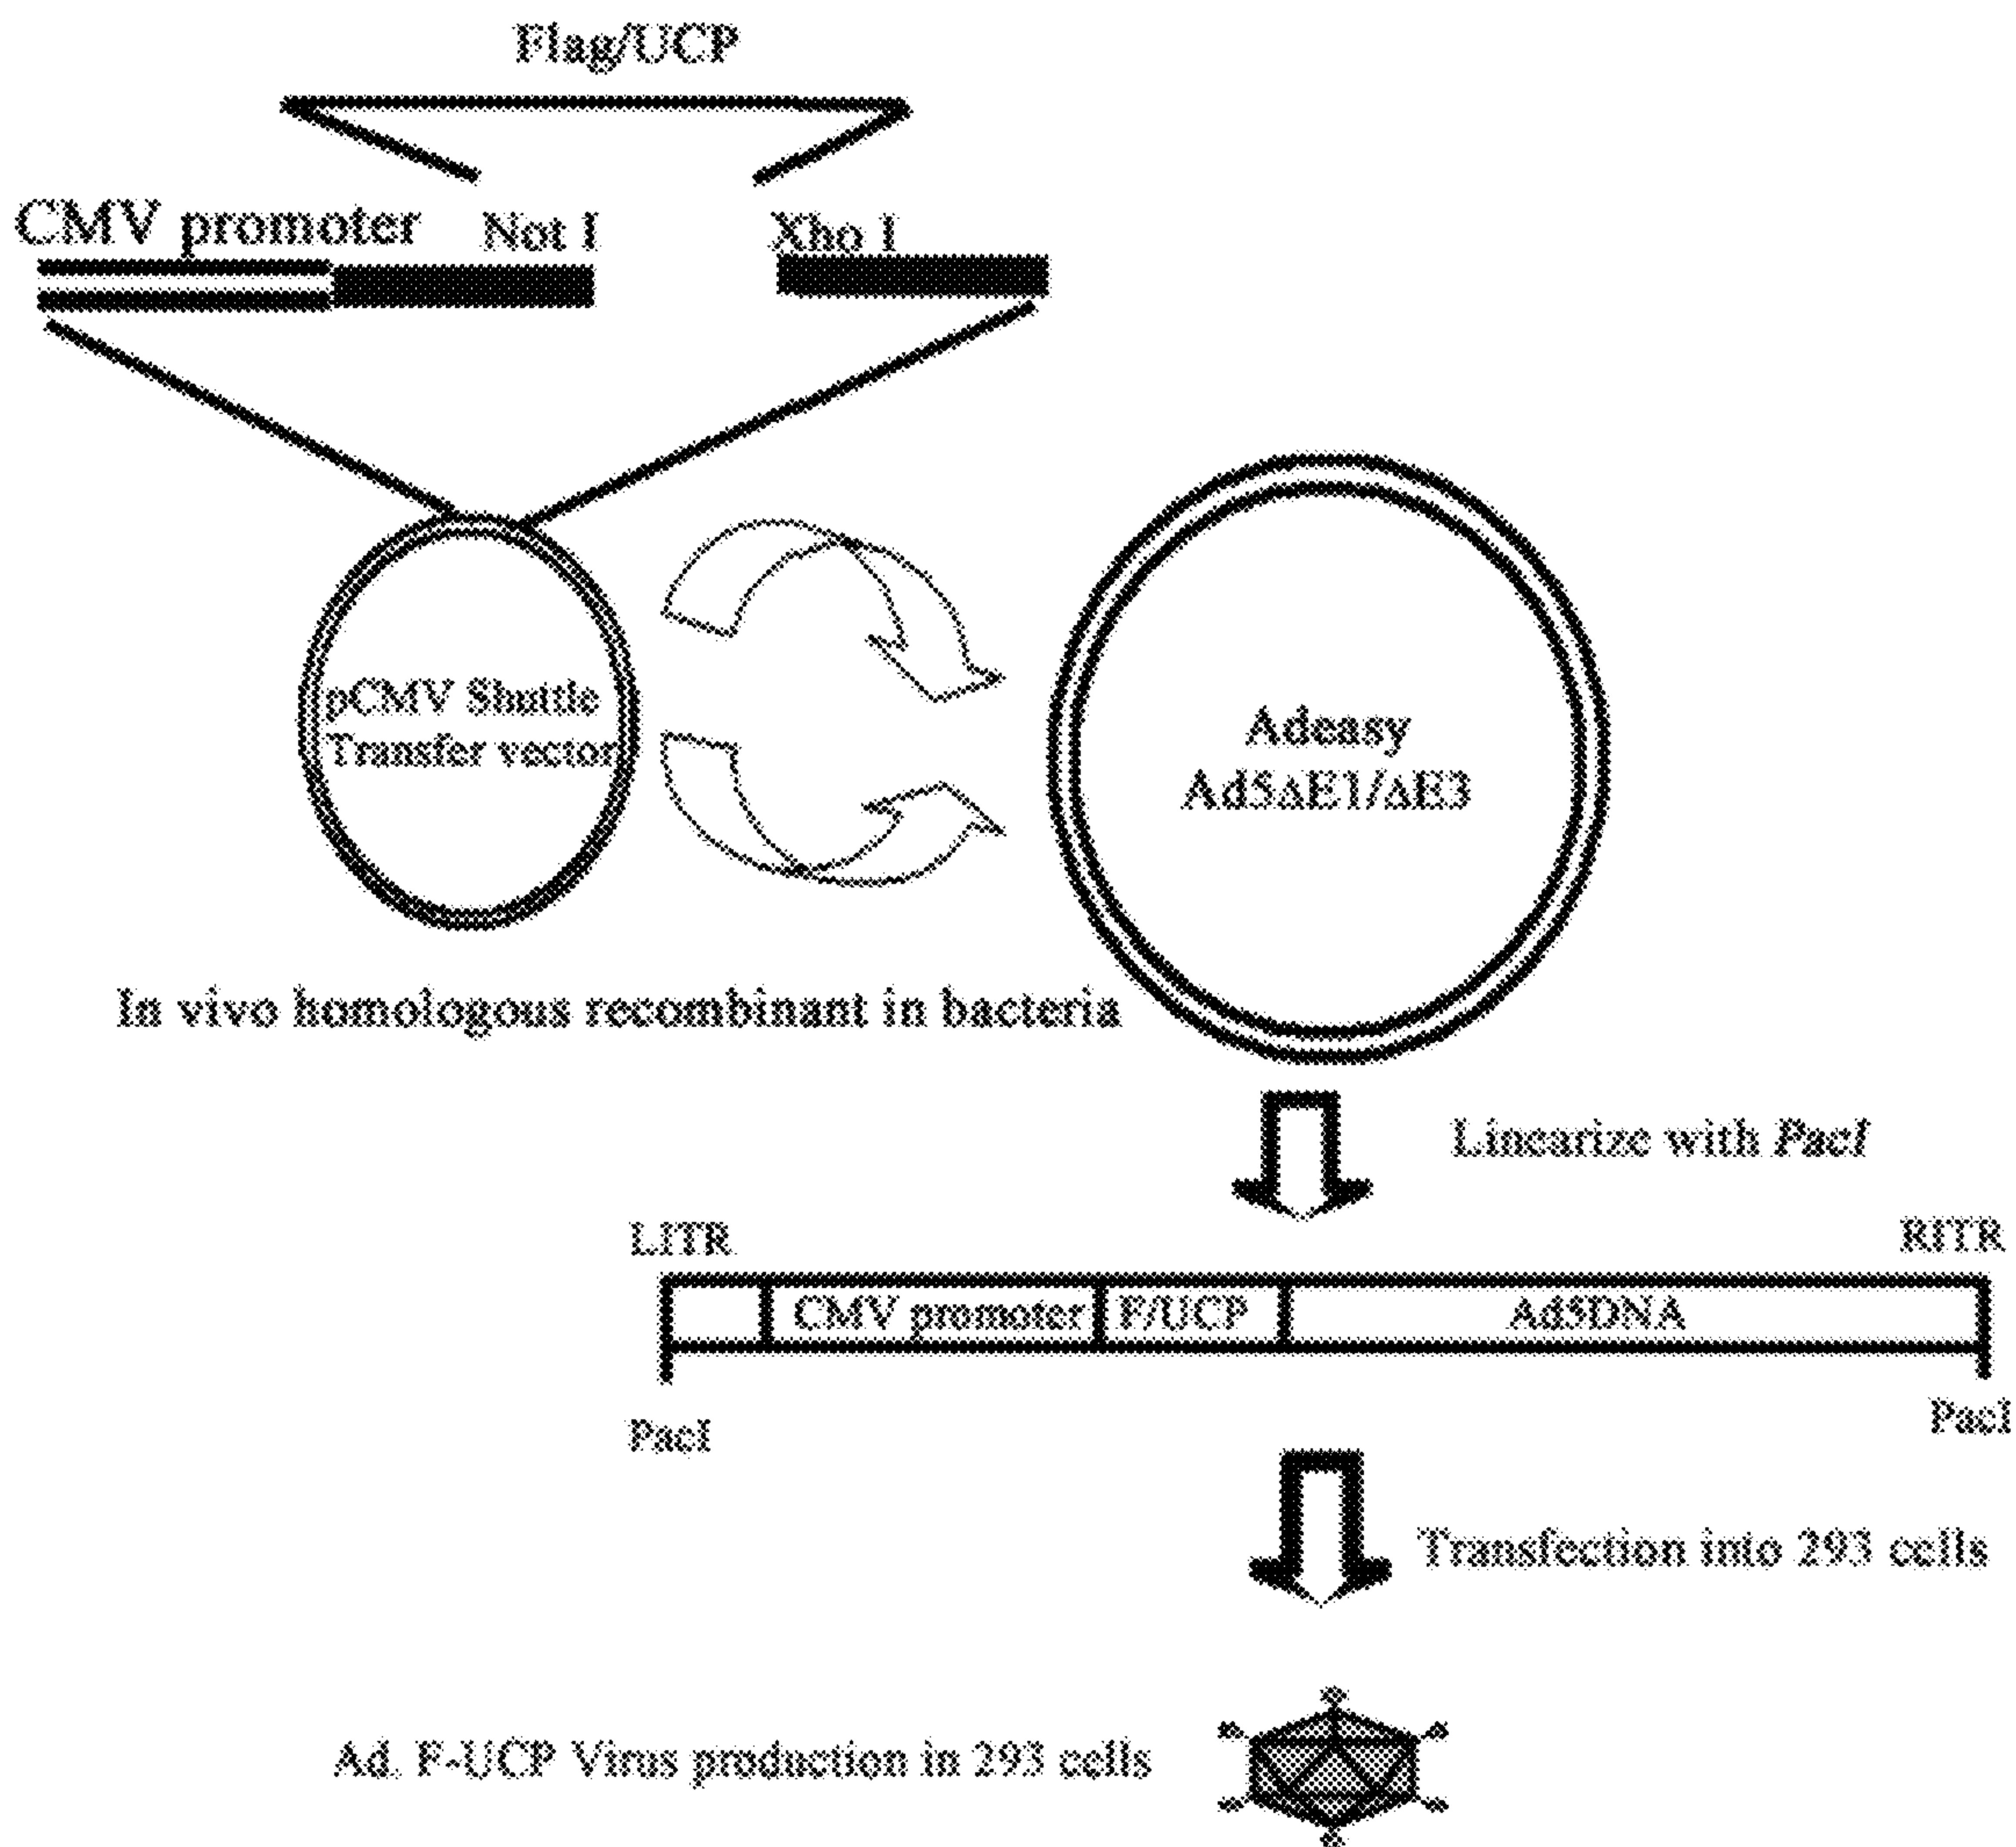 Flag/UCP
CMV promoter
Not I
Xho I
pCMV Shuttle
Transfer vector
Adeasy
Ad5ΔE1/ΔE3
In vivo homologous recombinant in bacteria
Linearize with PacI
LITR
RITR
CMV promoter
F/UCP
Ad5DNA
PacI
PacI
Transfection into 293 cells
Ad. F-UCP Virus production in 293 cells